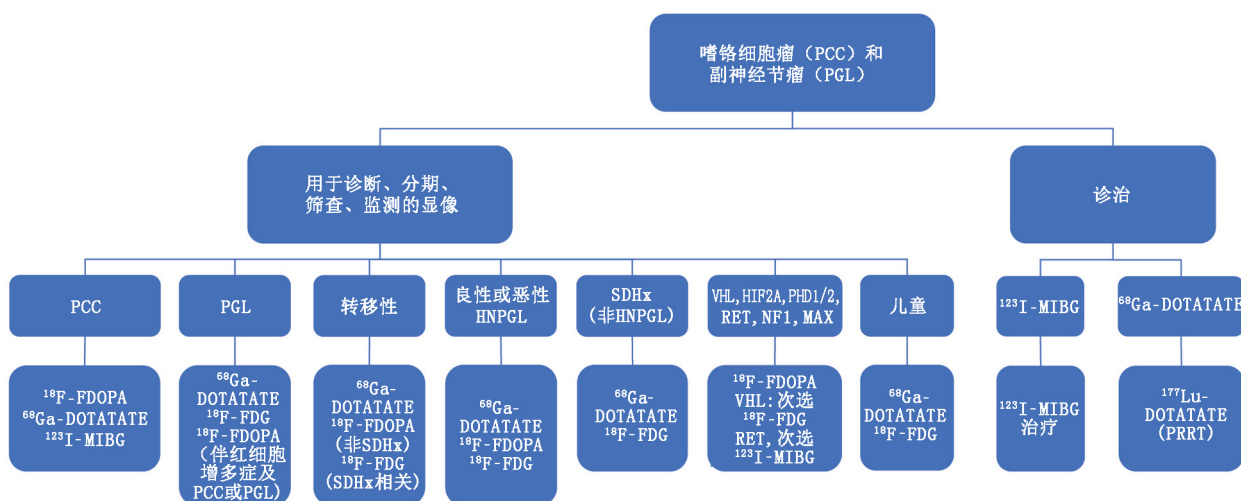 嗜铬细胞瘤（PCC）和
副神经节瘤（PGL）
用于诊断、分期、
筛查、监测的显像
诊治
PCC
PGL
转移性
良性或恶性
HNPGL
SDHx
(非HNPGL)
VHL,HIF2A,PHD1/2,
RET,NF1,MAX
儿童
¹²³I-MIBG
⁶⁸Ga-DOTATATE
¹⁸F-FDOPA
⁶⁸Ga-DOTATATE
¹²³I-MIBG
⁶⁸Ga-
DOTATATE
¹⁸F-FDG
¹⁸F-FDOPA
（伴红细胞
增多症及
PCC或PGL）
⁶⁸Ga-
DOTATATE
¹⁸F-FDOPA
(非SDHx)
¹⁸F-FDG
(SDHx相关)
⁶⁸Ga-
DOTATATE
¹⁸F-FDOPA
¹⁸F-FDG
⁶⁸Ga-
DOTATATE
¹⁸F-FDG
¹⁸F-FDOPA
VHL:次选
¹⁸F-FDG
RET,次选
¹²³I-MIBG
⁶⁸Ga-
DOTATATE
¹⁸F-FDG
¹²³I-MIBG
治疗
¹⁷⁷Lu-
DOTATATE
(PRRT)